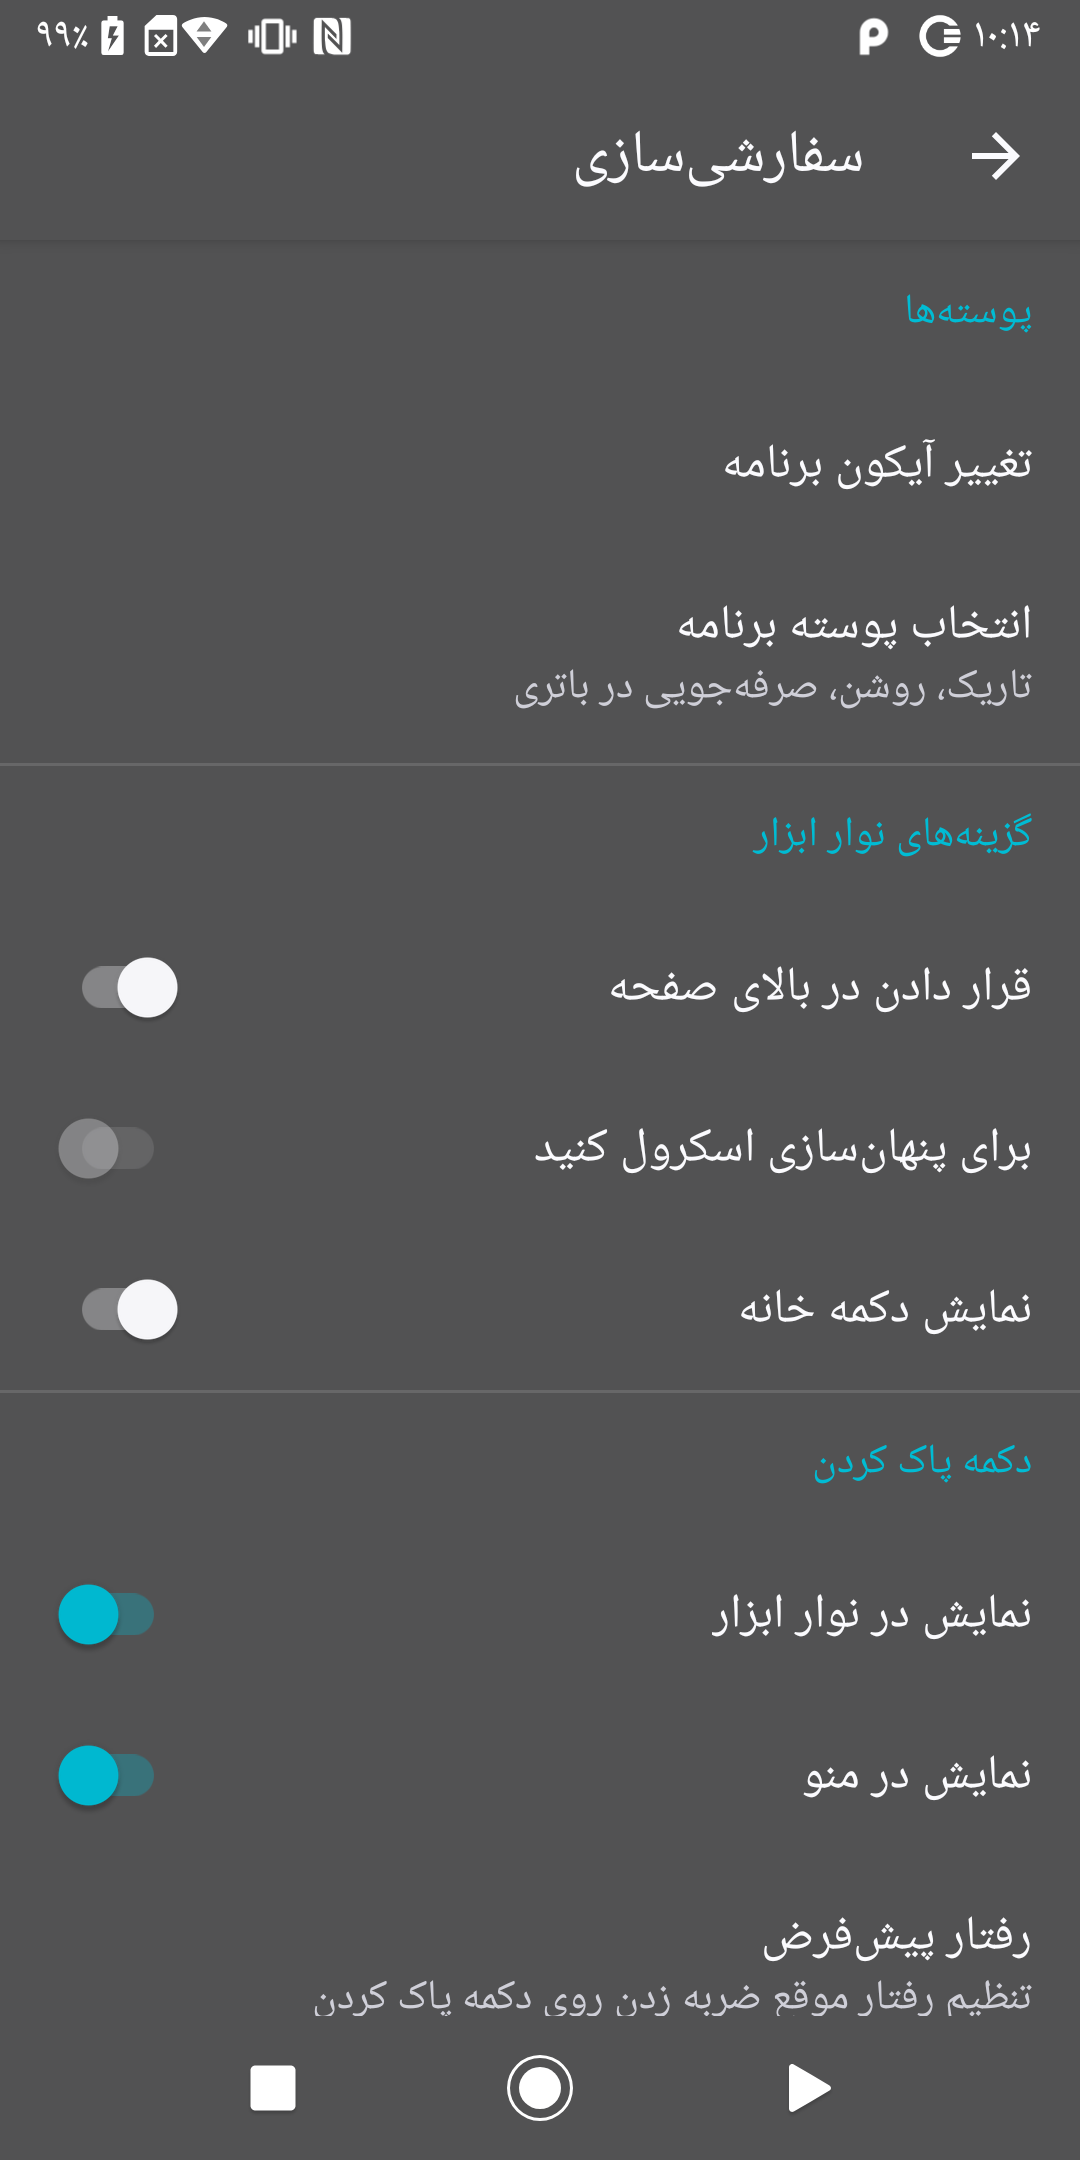 ۹۹٪ ۱۰:۱۴
سفارشی‌سازی
پوسته‌ها
تغییر آیکون برنامه
انتخاب پوسته برنامه
تاریک، روشن، صرفه‌جویی در باتری
گزینه‌های نوار ابزار
قرار دادن در بالای صفحه
برای پنهان‌سازی اسکرول کنید
نمایش دکمه خانه
دکمه پاک کردن
نمایش در نوار ابزار
نمایش در منو
رفتار پیش‌فرض
تنظیم رفتار موقع ضربه زدن روی دکمه پاک کردن